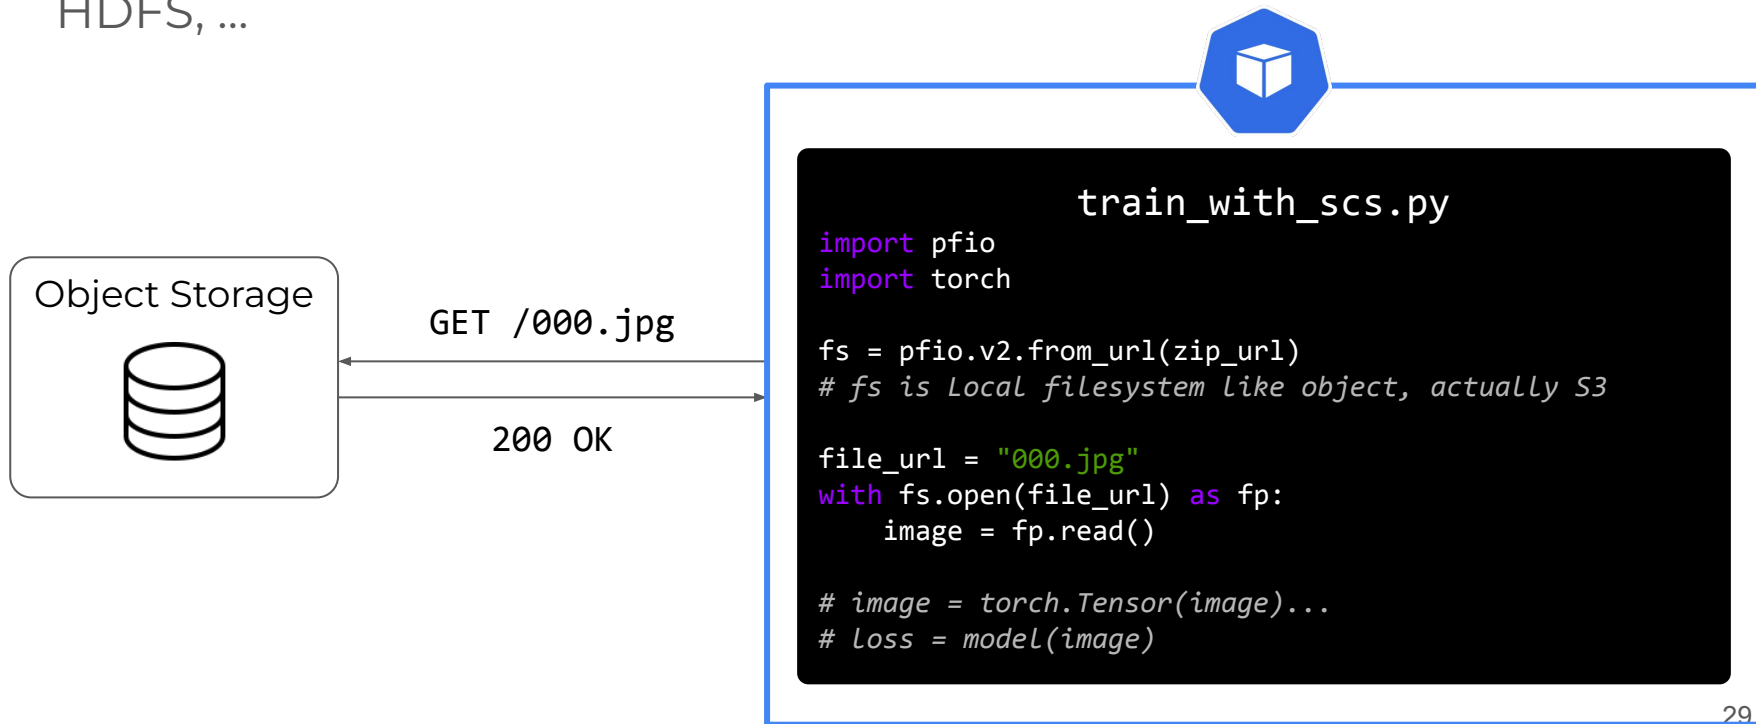 HDFS, ...
Object Storage
GET /000.jpg
200 OK
train_with_scs.py
import pfio
import torch
fs = pfio.v2.from_url(zip_url)
# fs is Local filesystem like object, actually S3
file_url = "000.jpg"
with fs.open(file_url) as fp:
    image = fp.read()
# image = torch.Tensor(image)...
# loss = model(image)
29